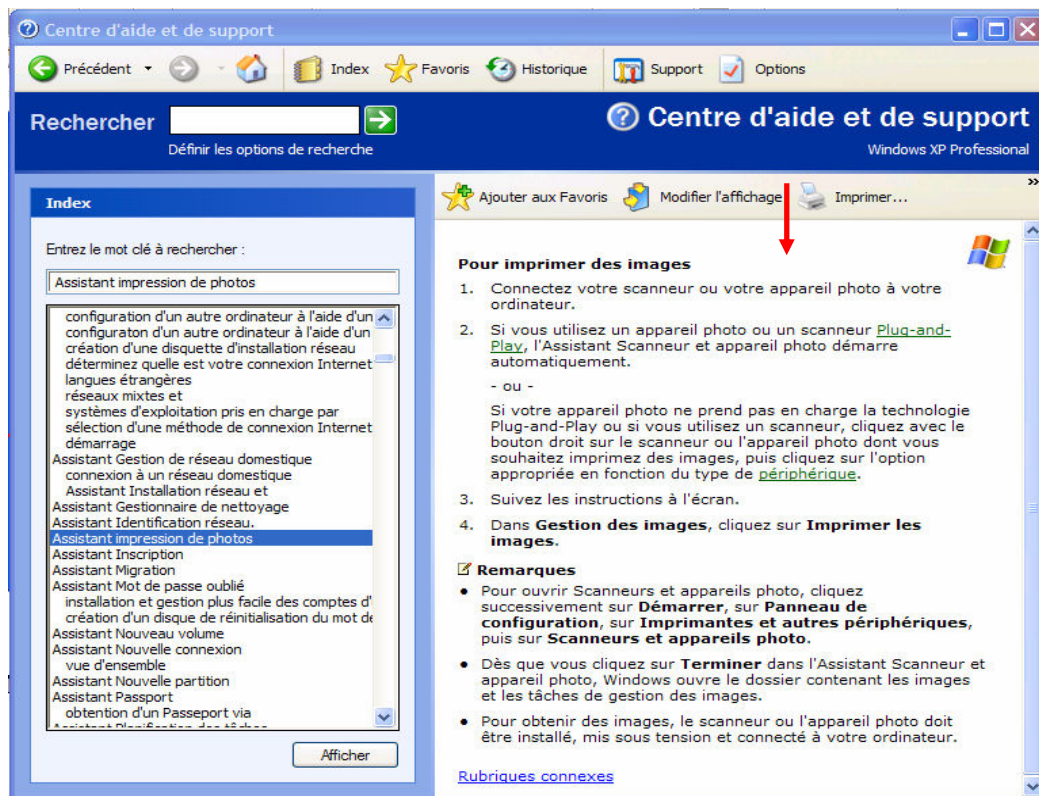 Centre d'aide et de support
Précédent
Index
Favoris
Historique
Support
Options
Rechercher
Définir les options de recherche
Centre d'aide et de support
Windows XP Professional
Index
Entrez le mot clé à rechercher :
Assistant impression de photos
configuration d'un autre ordinateur à l'aide d'un
configuraton d'un autre ordinateur à l'aide d'un
création d'une disquette d'installation réseau
déterminez quelle est votre connexion Internet
langues étrangères
réseaux mixtes et
systèmes d'exploitation pris en charge par
sélection d'une méthode de connexion Internet
démarrage
Assistant Gestion de réseau domestique
connexion à un réseau domestique
Assistant Installation réseau et
Assistant Gestionnaire de nettoyage
Assistant Identification réseau.
Assistant impression de photos
Assistant Inscription
Assistant Migration
Assistant Mot de passe oublié
installation et gestion plus facile des comptes d'
création d'un disque de réinitialisation du mot de
Assistant Nouveau volume
Assistant Nouvelle connexion
vue d'ensemble
Assistant Nouvelle partition
Assistant Passport
obtention d'un Passeport via
Assistant Planification des tâches
Afficher
Ajouter aux Favoris
Modifier l'affichage
Imprimer...
»
Pour imprimer des images
1. Connectez votre scanneur ou votre appareil photo à votre
ordinateur.
2. Si vous utilisez un appareil photo ou un scanneur Plug-and-
Play, l'Assistant Scanneur et appareil photo démarre
automatiquement.
- ou -
Si votre appareil photo ne prend pas en charge la technologie
Plug-and-Play ou si vous utilisez un scanneur, cliquez avec le
bouton droit sur le scanneur ou l'appareil photo dont vous
souhaitez imprimez des images, puis cliquez sur l'option
appropriée en fonction du type de périphérique.
3. Suivez les instructions à l'écran.
4. Dans Gestion des images, cliquez sur Imprimer les
images.
Remarques
● Pour ouvrir Scanneurs et appareils photo, cliquez
successivement sur Démarrer, sur Panneau de
configuration, sur Imprimantes et autres périphériques,
puis sur Scanneurs et appareils photo.
● Dès que vous cliquez sur Terminer dans l'Assistant Scanneur et
appareil photo, Windows ouvre le dossier contenant les images
et les tâches de gestion des images.
● Pour obtenir des images, le scanneur ou l'appareil photo doit
être installé, mis sous tension et connecté à votre ordinateur.
Rubriques connexes